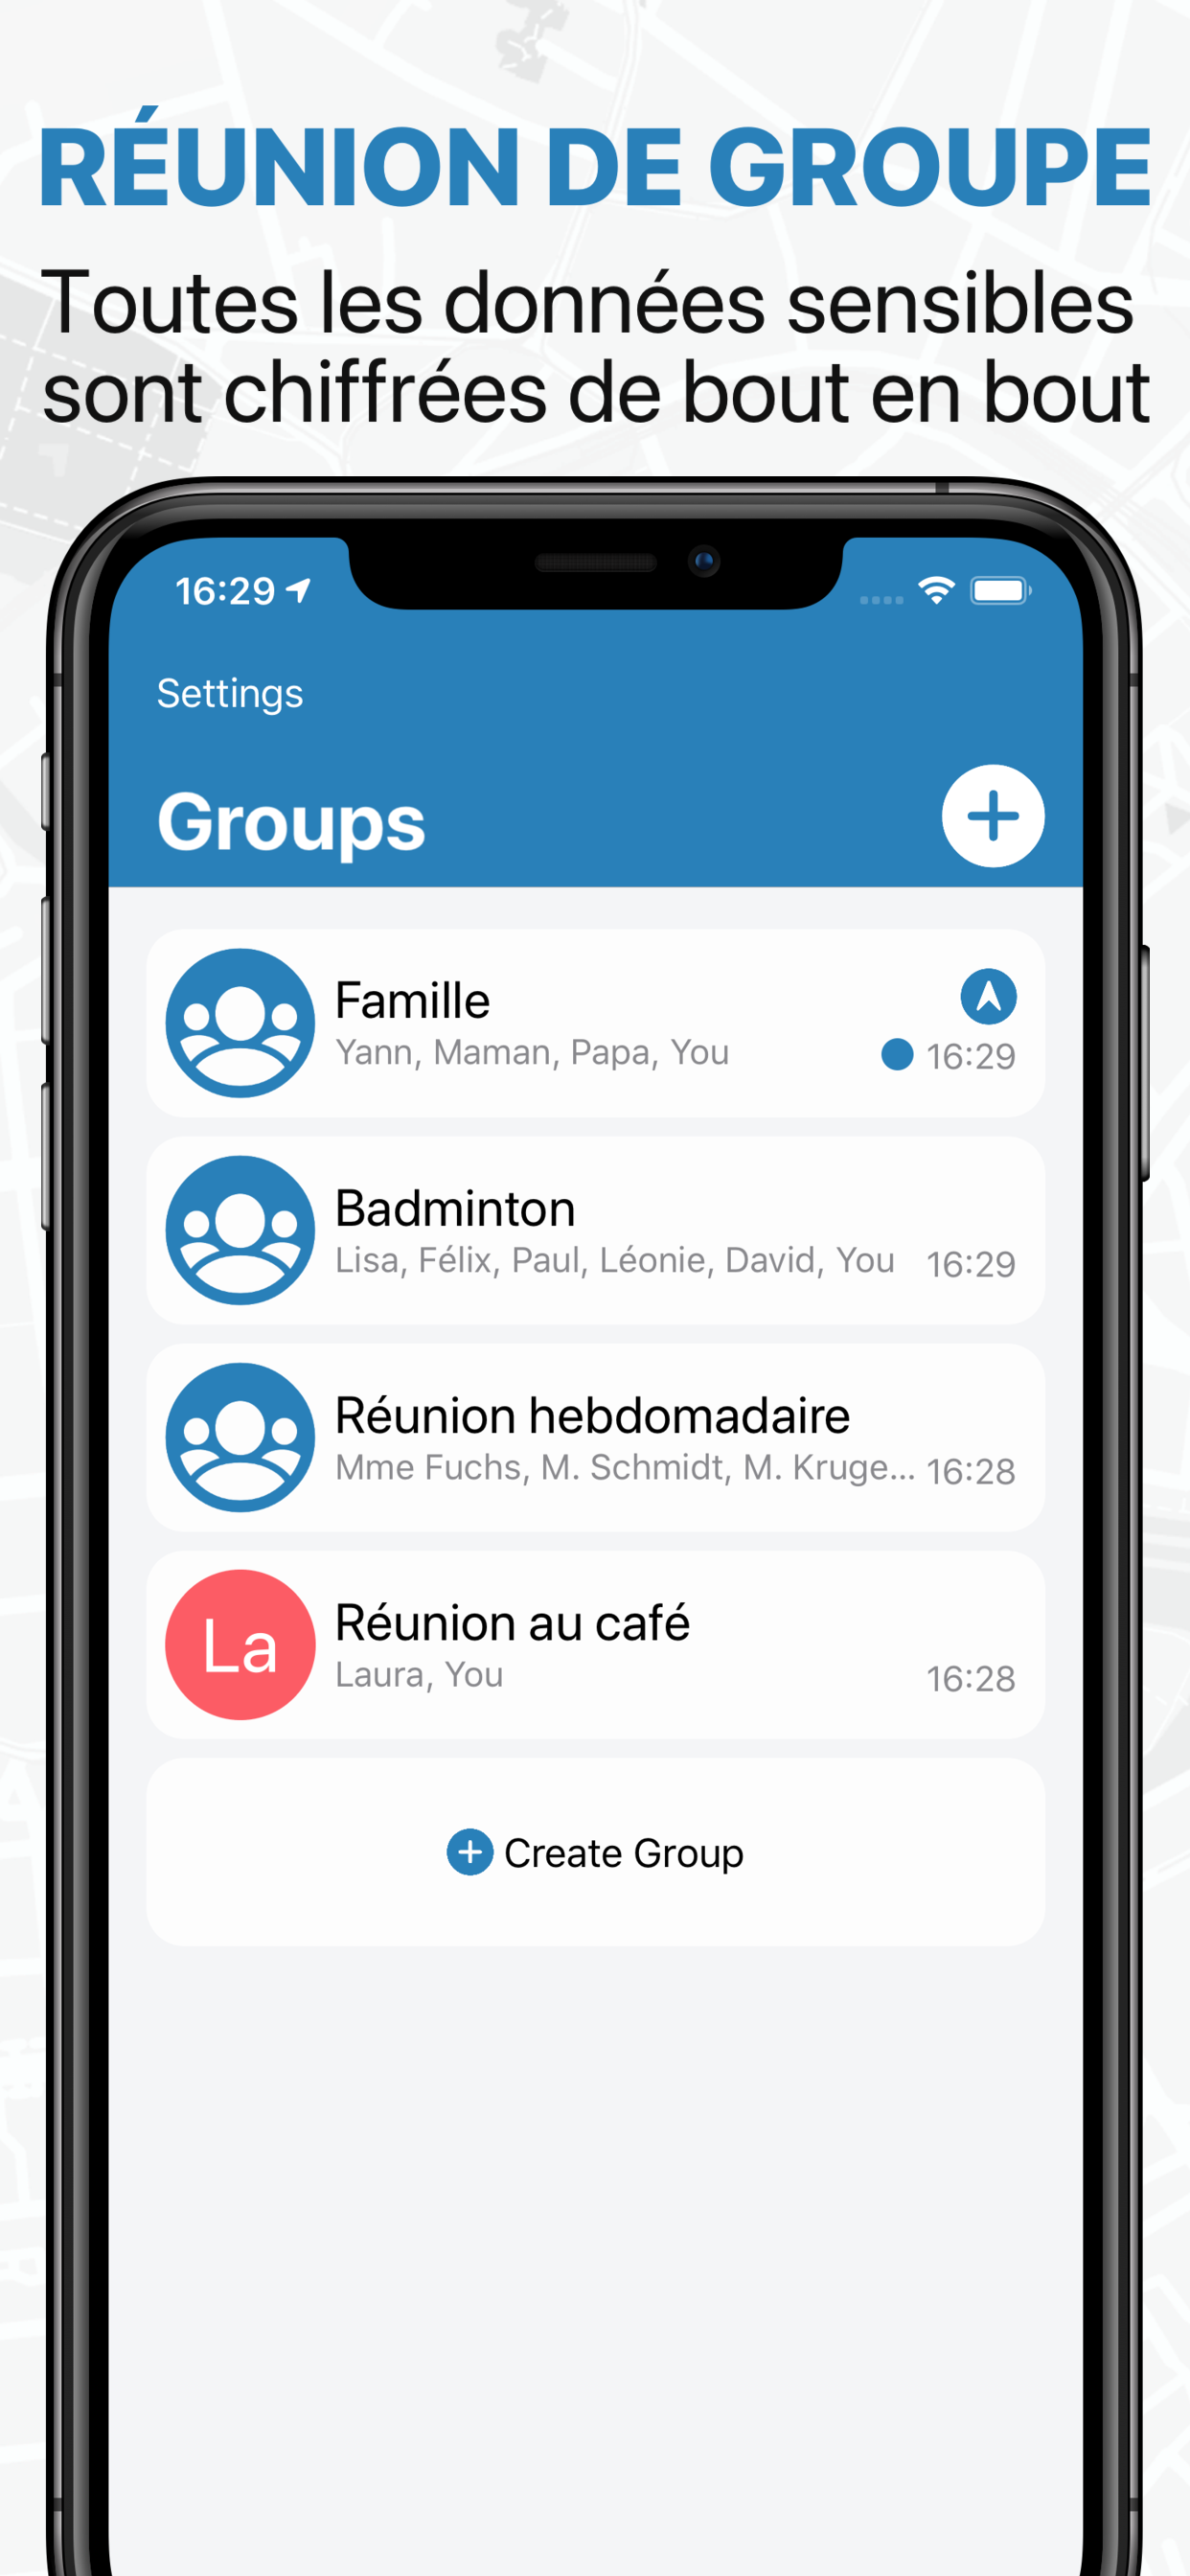 RÉUNION DE GROUPE
Toutes les données sensibles
sont chiffrées de bout en bout
16:29
Settings
Groups
Famille
Yann, Maman, Papa, You
16:29
Badminton
Lisa, Félix, Paul, Léonie, David, You
16:29
Réunion hebdomadaire
Mme Fuchs, M. Schmidt, M. Kruge...
16:28
La
Réunion au café
Laura, You
16:28
Create Group